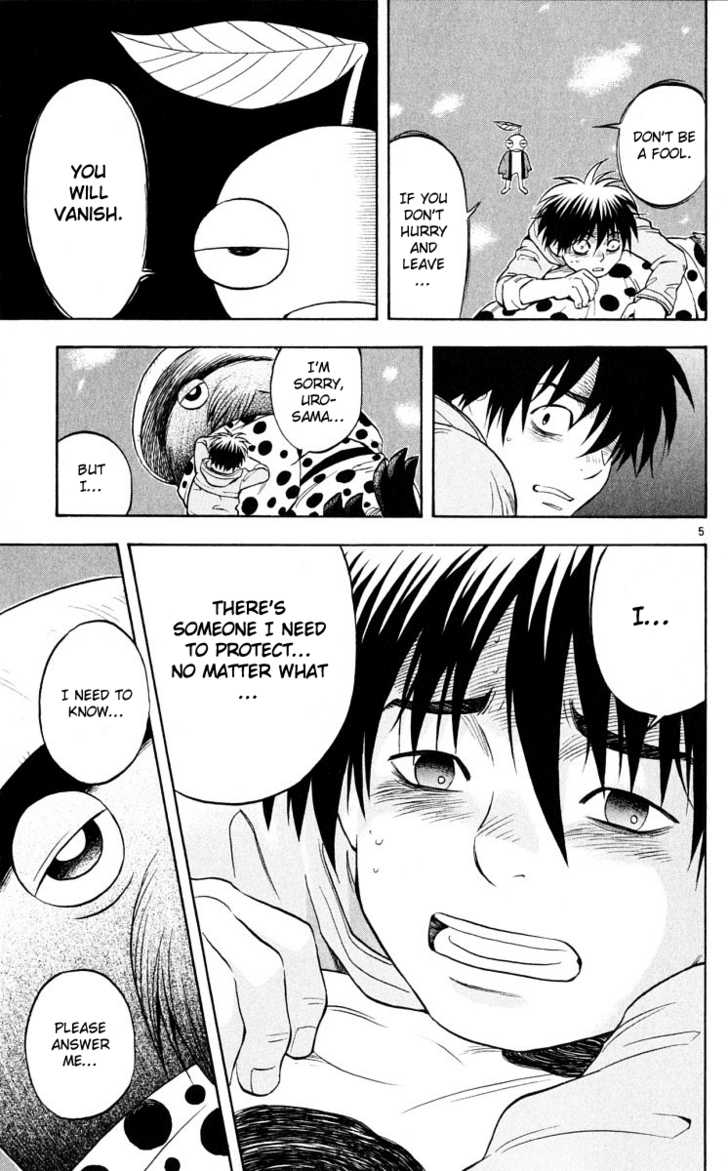 DON'T BE
A FOOL.
IF YOU
DON'T
HURRY
AND
LEAVE
...
YOU
WILL
VANISH.
I'M
SORRY,
URO-
SAMA...
BUT
I...
5
I...
THERE'S
SOMEONE I NEED
TO PROTECT...
NO MATTER WHAT
...
I NEED TO
KNOW...
PLEASE
ANSWER
ME...